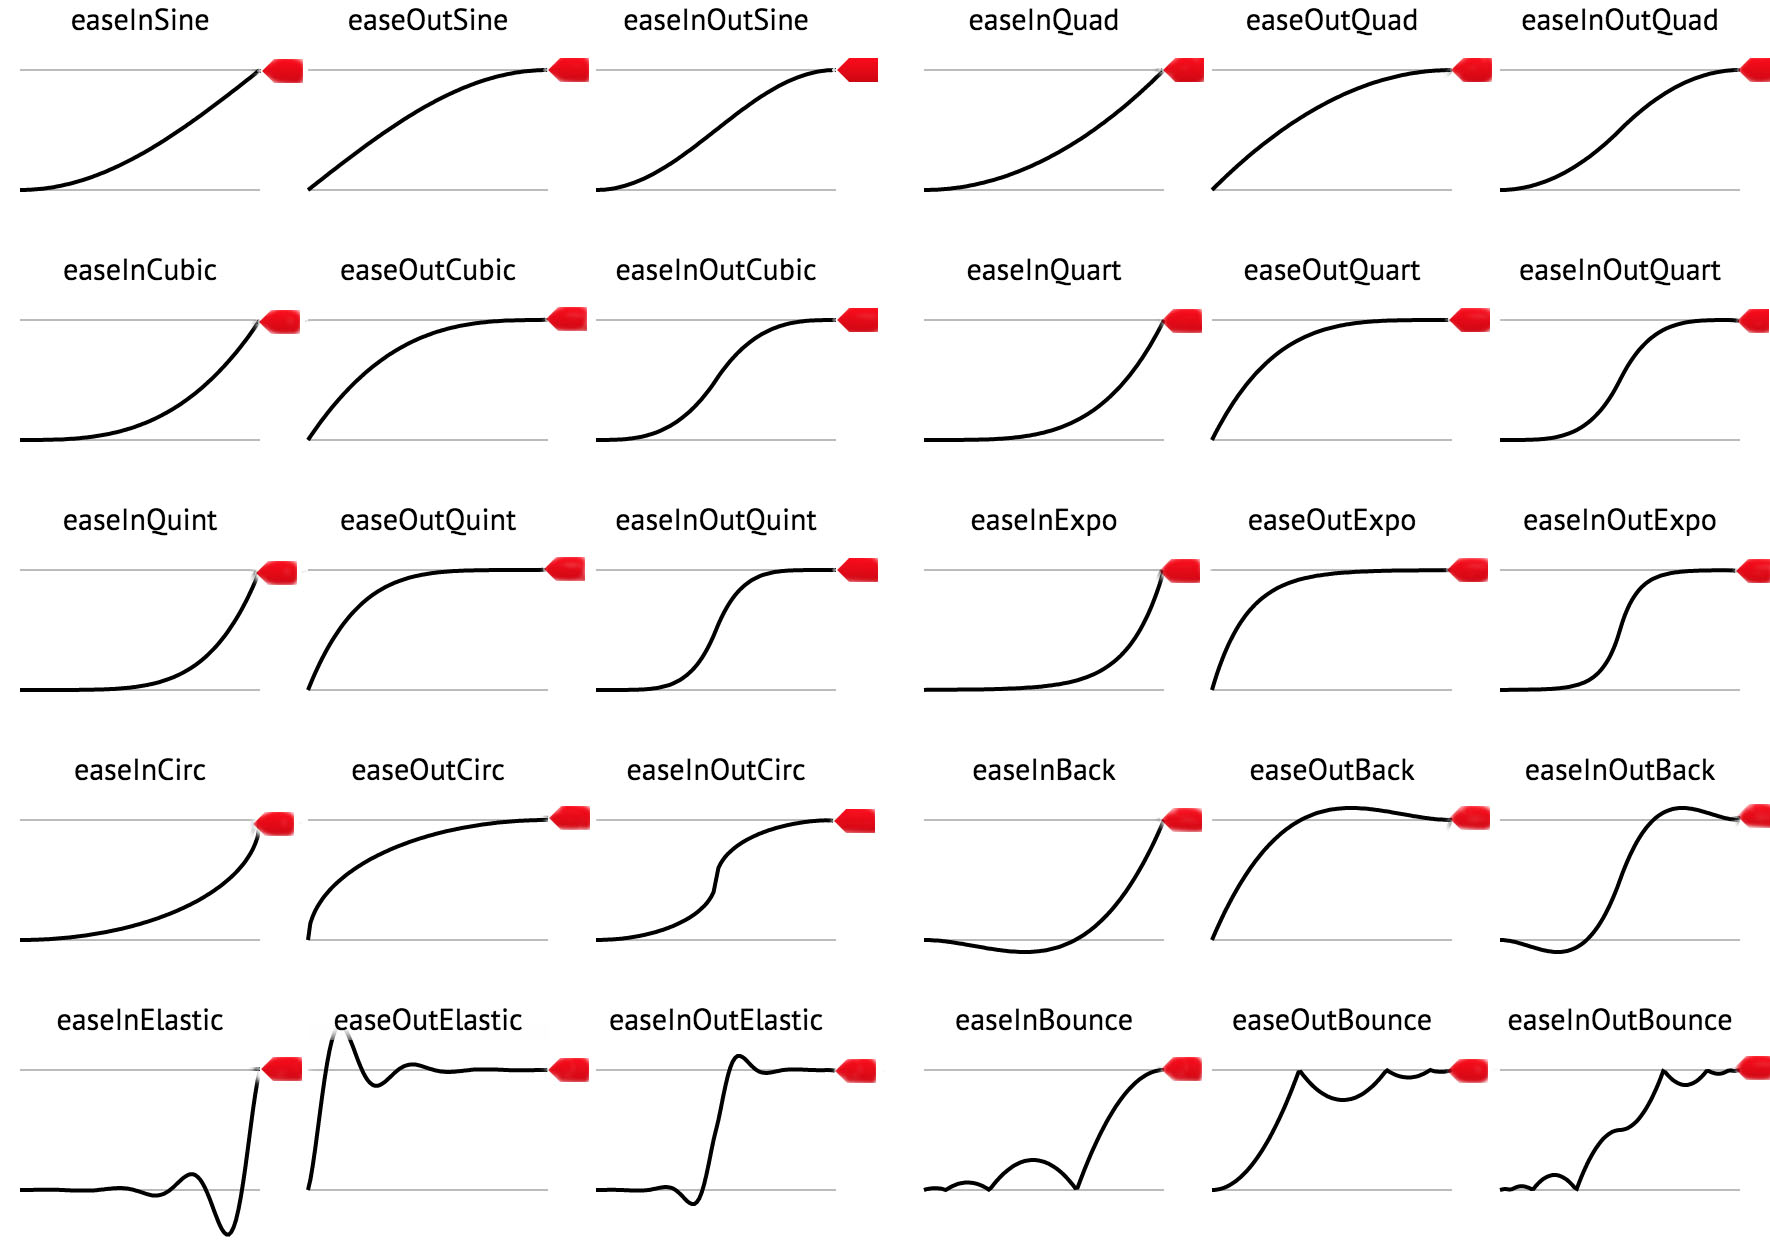 easeInSine
easeOutSine
easeInOutSine
easeInQuad
easeOutQuad
easeInOutQuad
easeInCubic
easeOutCubic
easeInOutCubic
easeInQuart
easeOutQuart
easeInOutQuart
easeInQuint
easeOutQuint
easeInOutQuint
easeInExpo
easeOutExpo
easeInOutExpo
easeInCirc
easeOutCirc
easeInOutCirc
easeInBack
easeOutBack
easeInOutBack
easeInElastic
easeOutElastic
easeInOutElastic
easeInBounce
easeOutBounce
easeInOutBounce